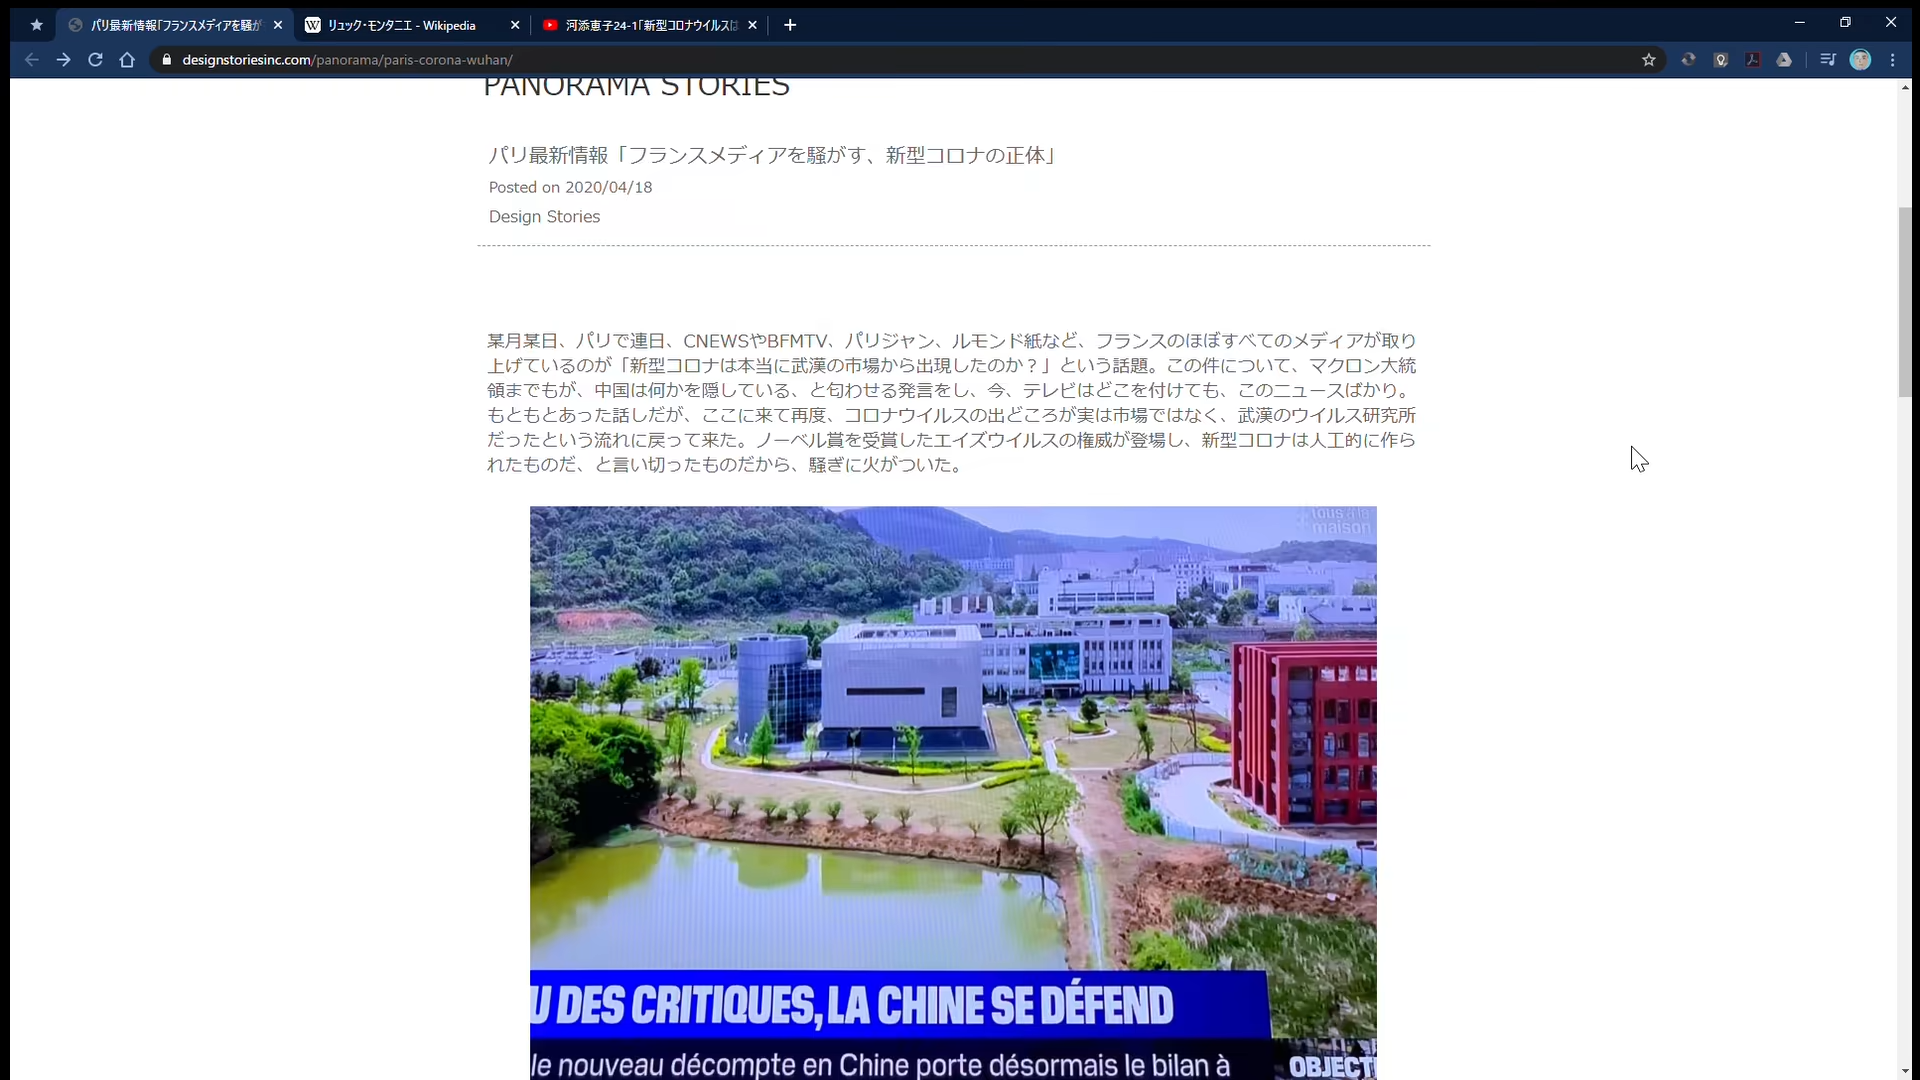 パリ最新情報「フランスメディアを騒が
リュック・モンタニエ - Wikipedia
河添恵子24-1「新型コロナウイルスは
designstoriesinc.com/panorama/paris-corona-wuhan/
PANORAMA STORIES
パリ最新情報「フランスメディアを騒がす、新型コロナの正体」
Posted on 2020/04/18
Design Stories
某月某日、パリで連日、CNEWSやBFMTV、パリジャン、ルモンド紙など、フランスのほぼすべてのメディアが取り
上げているのが「新型コロナは本当に武漢の市場から出現したのか？」という話題。この件について、マクロン大統
領までもが、中国は何かを隠している、と匂わせる発言をし、今、テレビはどこを付けても、このニュースばかり。
もともとあった話しだが、ここに来て再度、コロナウイルスの出どころが実は市場ではなく、武漢のウイルス研究所
だったという流れに戻って来た。ノーベル賞を受賞したエイズウイルスの権威が登場し、新型コロナは人工的に作ら
れたものだ、と言い切ったものだから、騒ぎに火がついた。
tous à la
maison
U DES CRITIQUES, LA CHINE SE DÉFEND
le nouveau décompte en Chine porte désormais le bilan à
OBJECTI